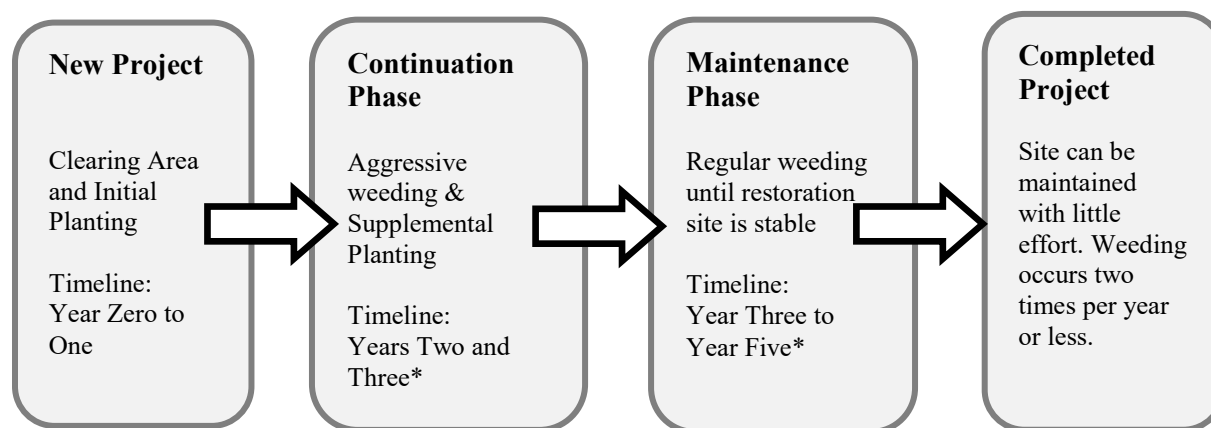 New Project
Clearing Area
and Initial
Planting
Timeline:
Year Zero to
One
Continuation
Phase
Aggressive
weeding &
Supplemental
Planting
Timeline:
Years Two and
Three*
Maintenance
Phase
Regular weeding
until restoration
site is stable
Timeline:
Year Three to
Year Five*
Completed
Project
Site can be
maintained
with little
effort. Weeding
occurs two
times per year
or less.